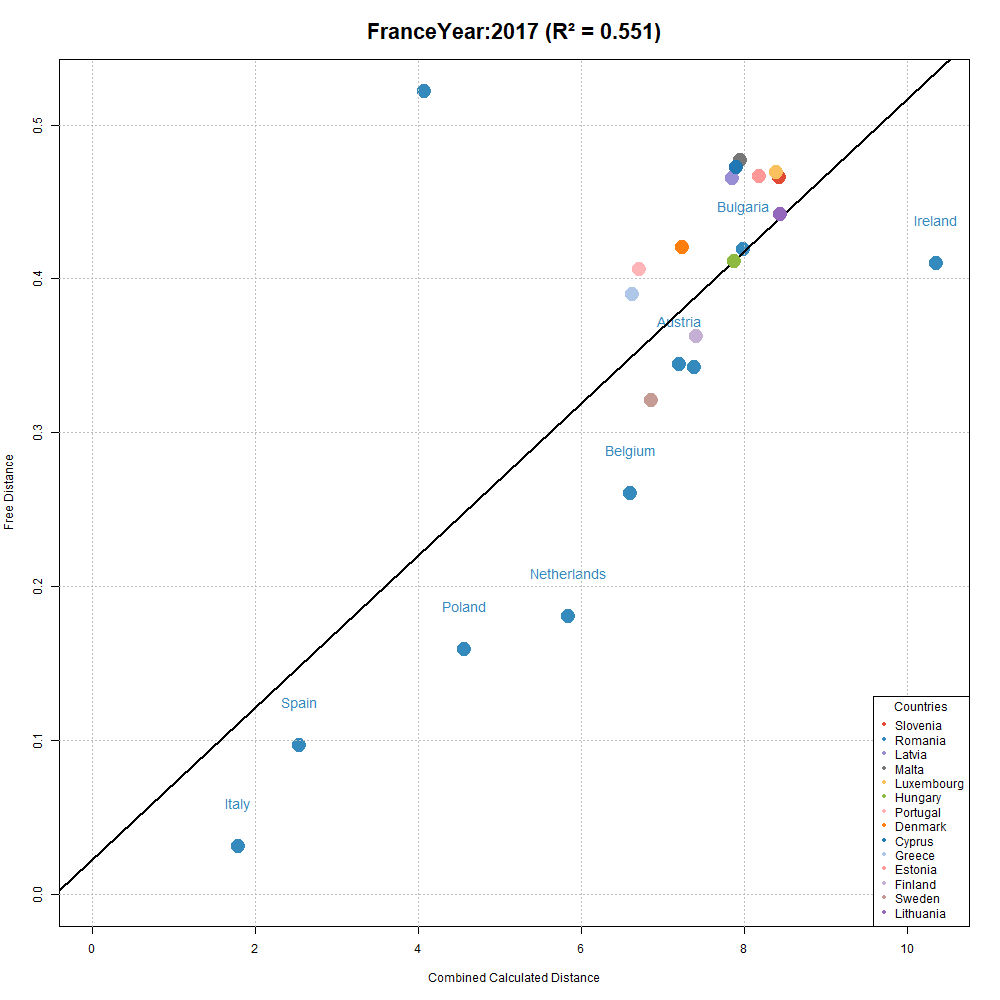 FranceYear:2017 (R² = 0.551)
0.5
0.4
0.3
0.2
0.1
0.0
Free Distance
Bulgaria
Ireland
Austria
Belgium
Netherlands
Poland
Spain
Italy
Countries
Slovenia
Romania
Latvia
Malta
Luxembourg
Hungary
Portugal
Denmark
Cyprus
Greece
Estonia
Finland
Sweden
Lithuania
0 2 4 6 8 10
Combined Calculated Distance